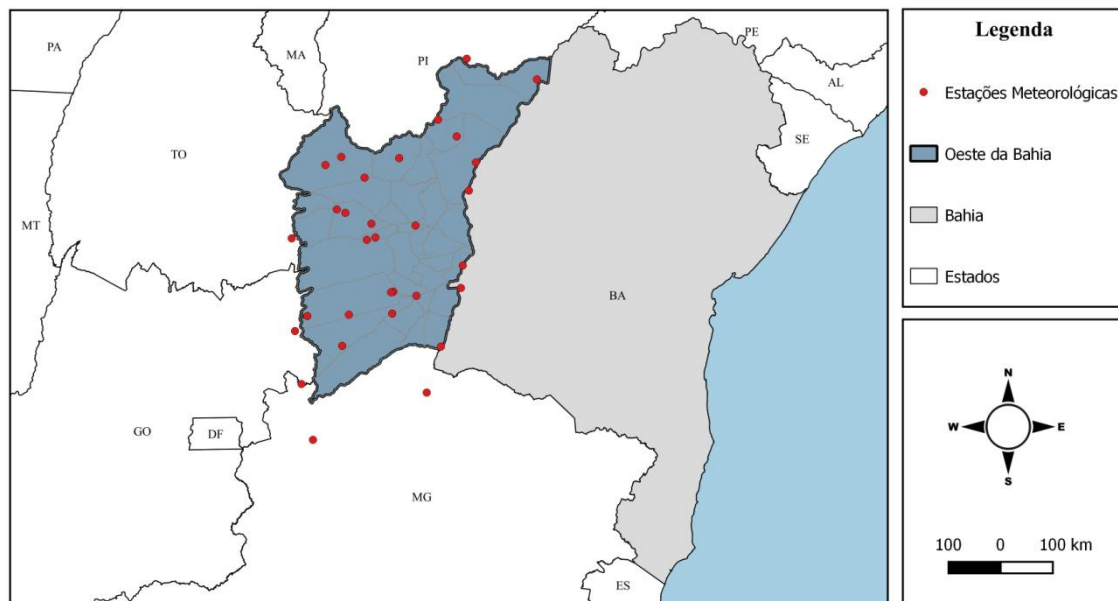 PA
MA
PI
PE
AL
TO
SE
MT
BA
GO
DF
MG
ES
Legenda
Estações Meteorológicas
Oeste da Bahia
Bahia
Estados
N
W
E
S
100 0 100 km